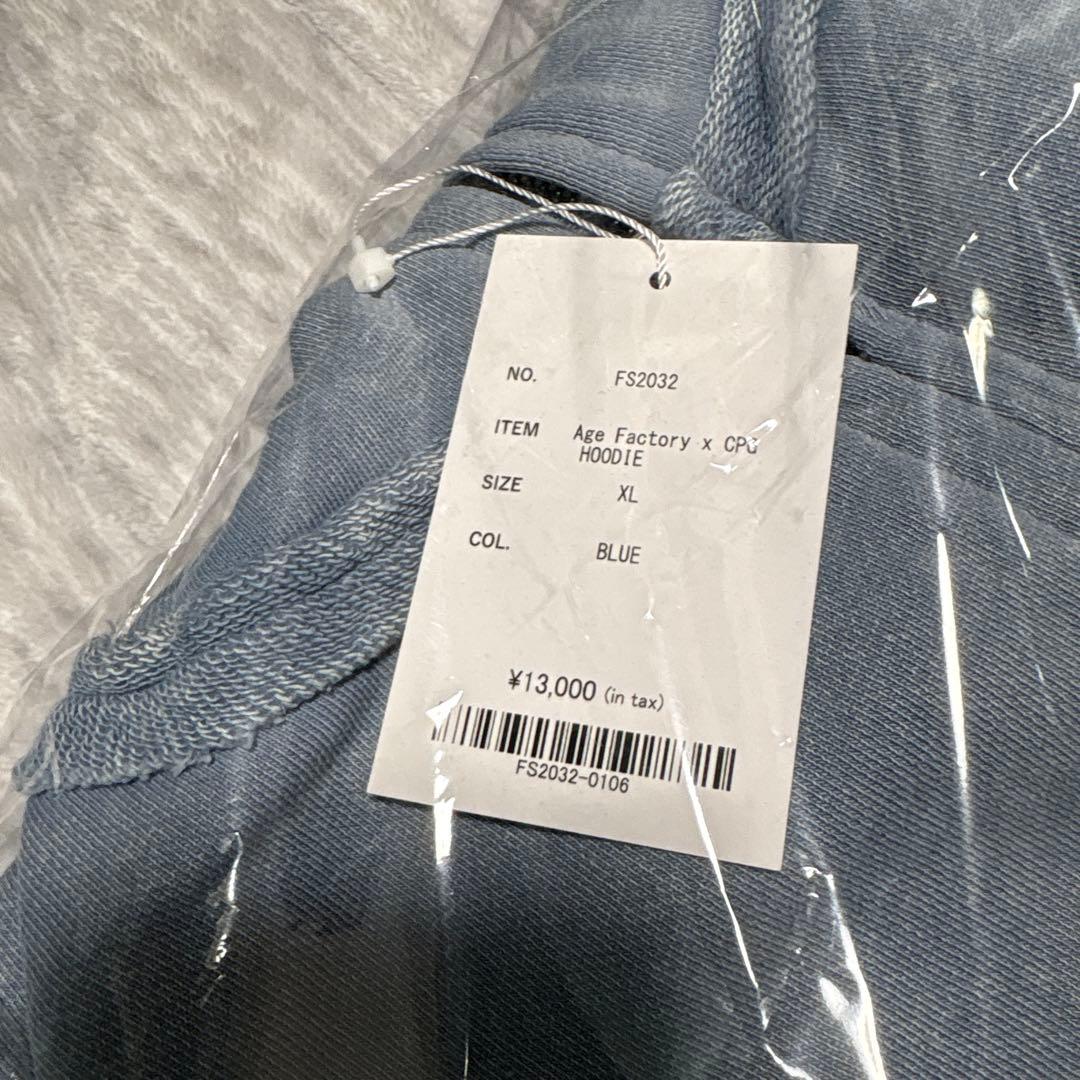 NO. FS2032
ITEM Age Factory x CPG
HOODIE
SIZE XL
COL. BLUE
¥13,000 (in tax)
FS2032-0106